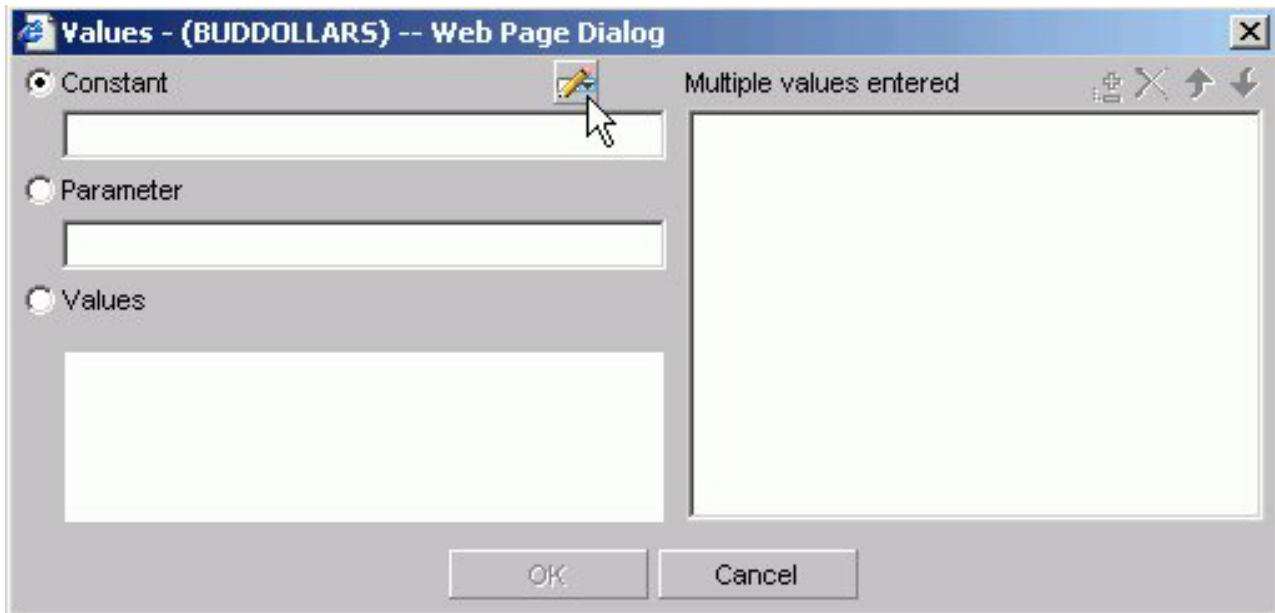 Values - (BUDDOLLARS) -- Web Page Dialog
Constant
Multiple values entered
Parameter
Values
OK
Cancel